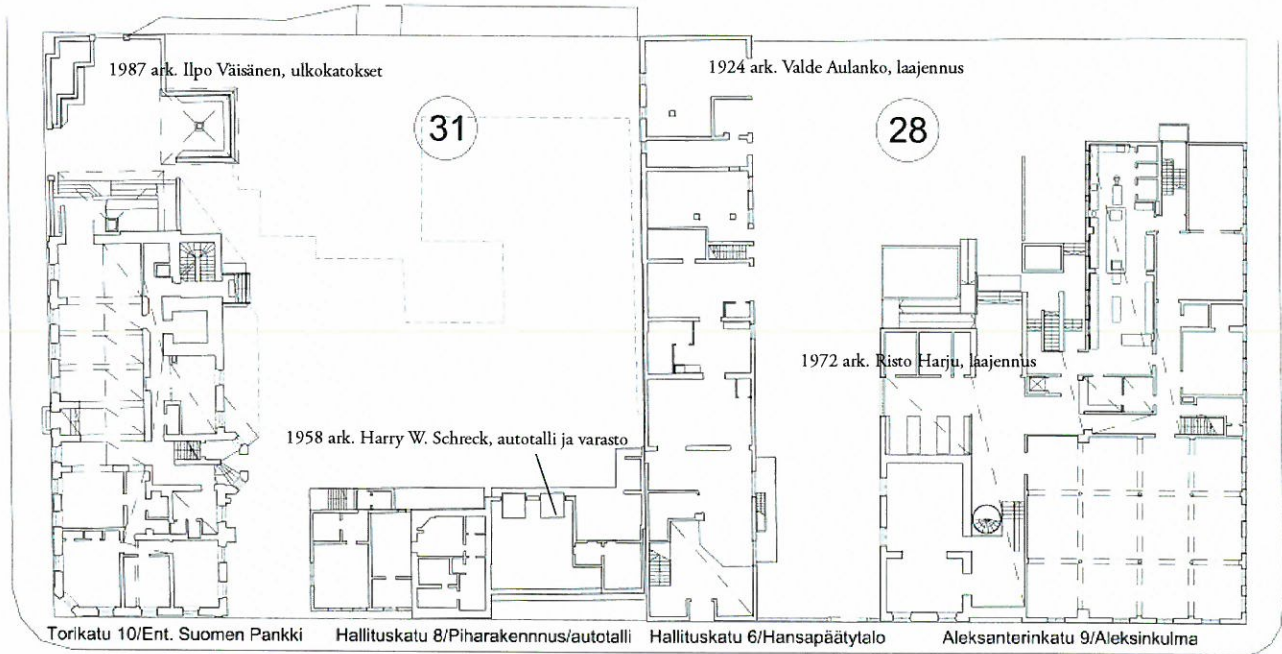 1987 ark. Ilpo Väisänen, ulkokatokset
1924 ark. Valde Aulanko, laajennus
31
28
1972 ark. Risto Harju, laajennus
1958 ark. Harry W. Schreck, autotalli ja varasto
Torikatu 10/Ent. Suomen Pankki
Hallituskatu 8/Piharakennnus/autotalli
Hallituskatu 6/Hansapäätytalo
Aleksanterinkatu 9/Aleksinkulma